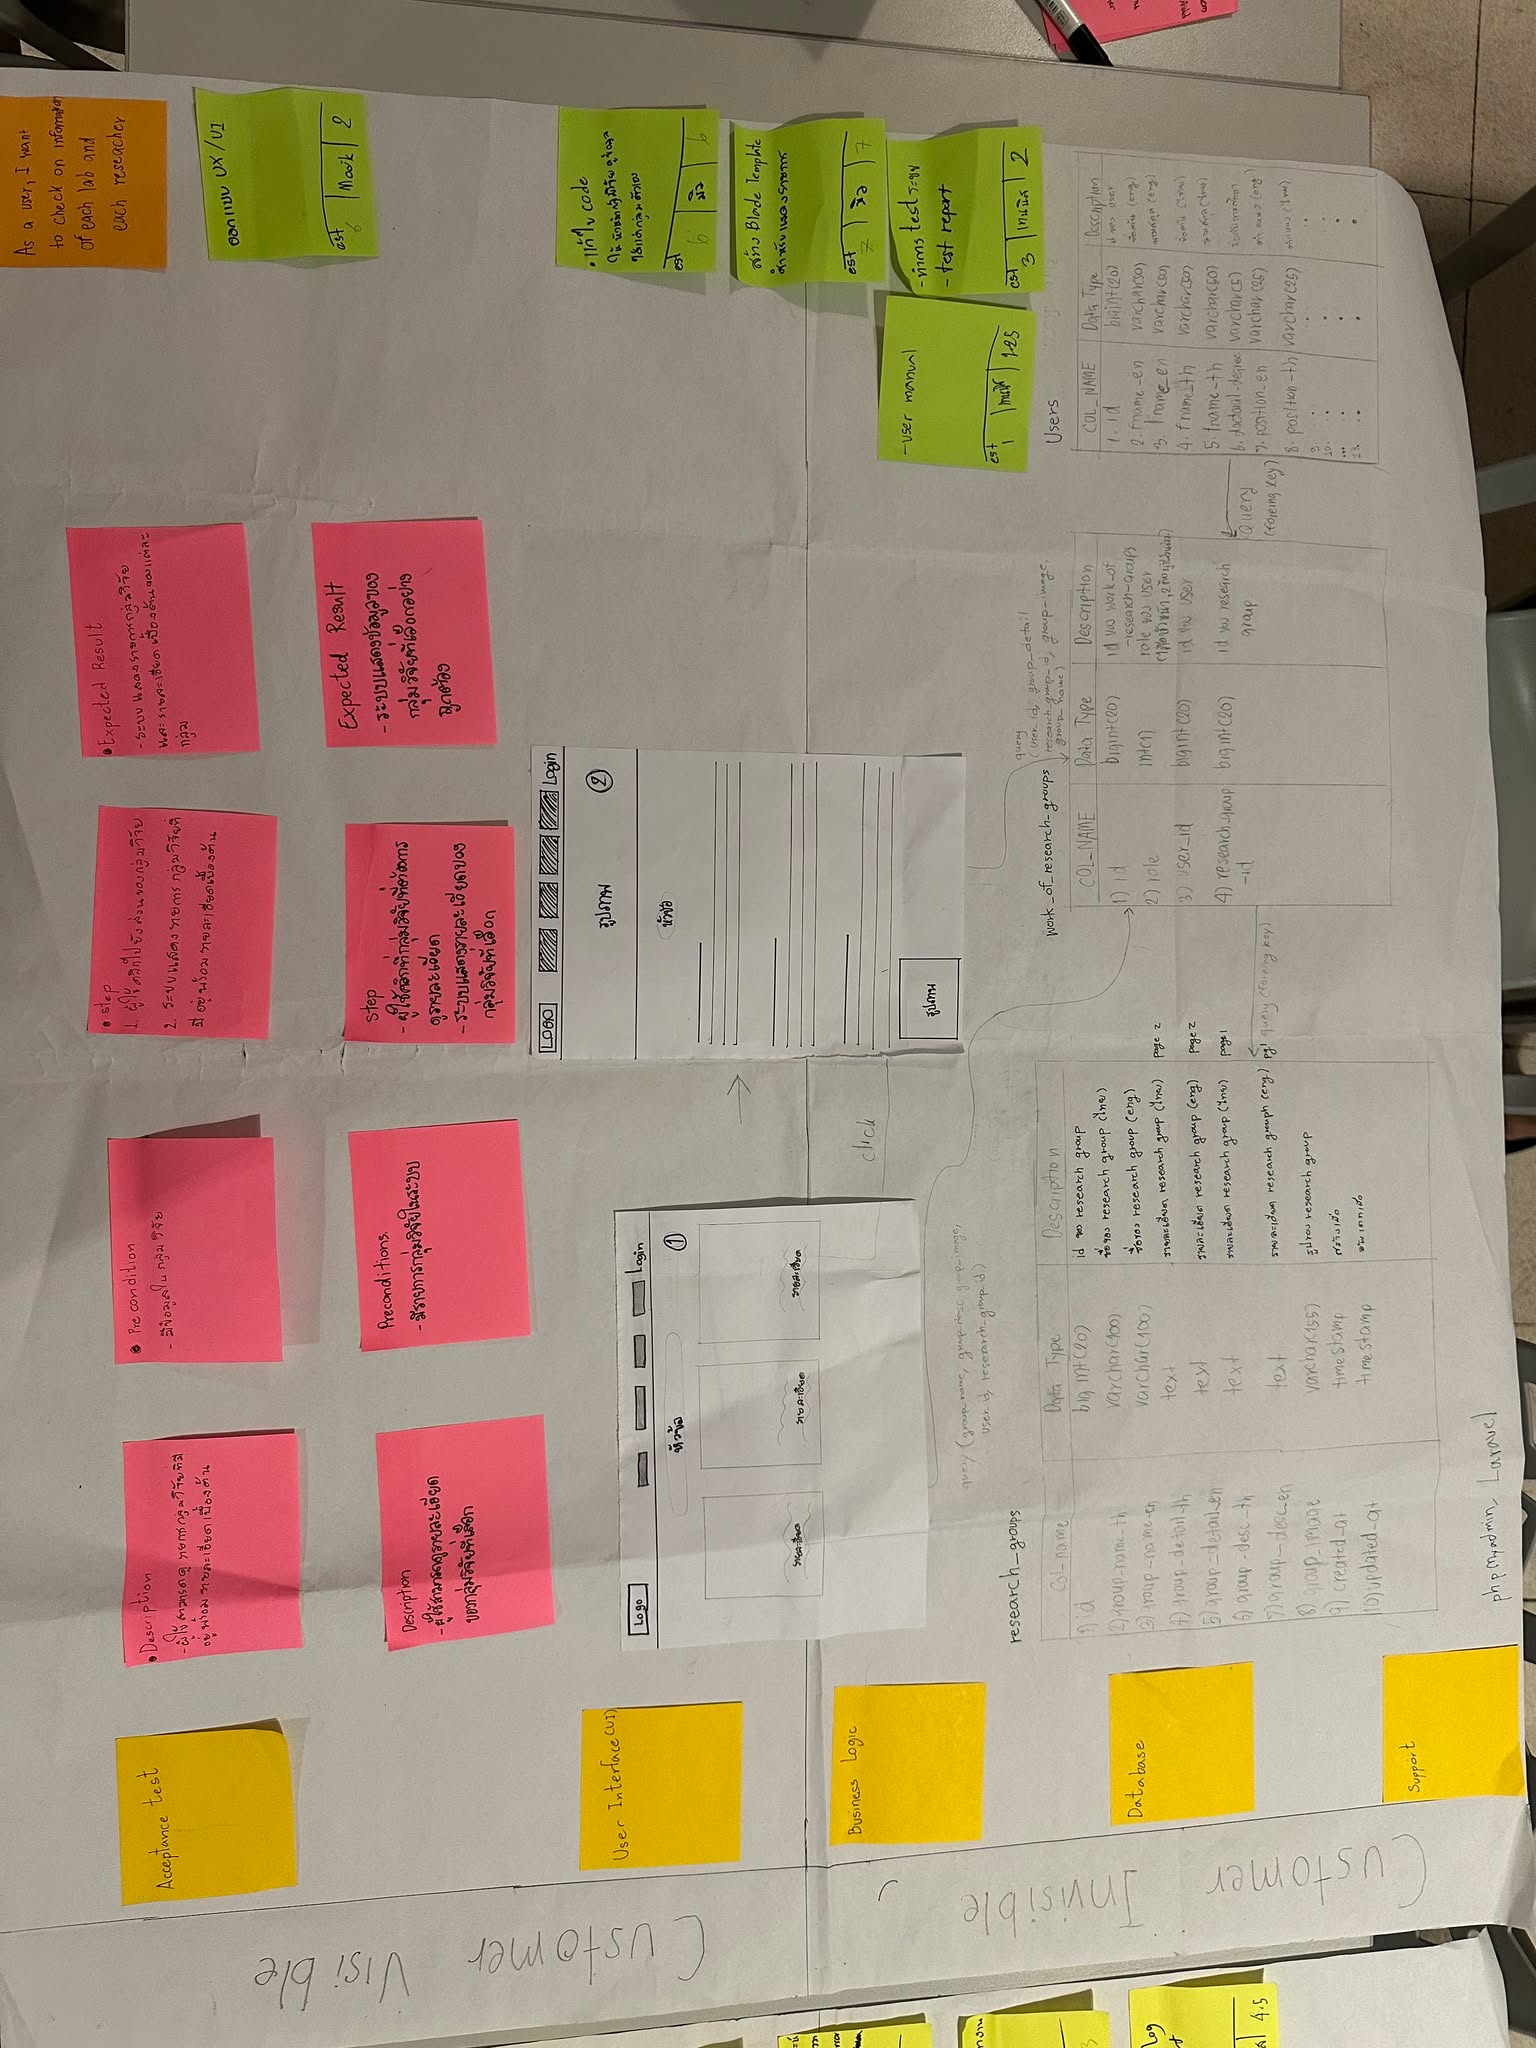 Customer Visible
Customer Invisible
As a user, I want
to check on information
of each lab and
each reseacher
Acceptance test
• Description
- ผู้ใช้สามารถดูรายการกลุ่มวิจัยที่มี
อยู่พร้อมรายละเอียดเบื้องต้น
• Pre condition
- มีข้อมูลในกลุ่มวิจัย
• Step
1. ผู้ใช้คลิกไปยังส่วนของกลุ่มวิจัย
2. ระบบแสดงรายการกลุ่มวิจัยที่
มีอยู่พร้อมรายละเอียดเบื้องต้น
• Expected Result
- ระบบแสดงรายการกลุ่มวิจัย
และรายละเอียดเบื้องต้นของแต่ละ
กลุ่ม
Description
- ผู้ใช้สามารถดูรายละเอียด
ของกลุ่มวิจัยที่เลือก
Preconditions.
- มีรายการกลุ่มวิจัยในระบบ
Step
- ผู้ใช้คลิกที่กลุ่มวิจัยที่ต้องการ
ดูรายละเอียด
- ระบบแสดงรายละเอียดของ
กลุ่มวิจัยที่เลือก
Expected Result
- ระบบแสดงข้อมูลของ
กลุ่มวิจัยที่เลือกอย่าง
ถูกต้อง
ออกแบบ UX/UI
est 6 2
• แก้ไข code
ให้หัวหน้ากลุ่มวิจัย ดูข้อมูล
ได้แค่กลุ่มตัวเอง
est 6 มิว 6
สร้าง Blade Template
สำหรับแสดงรายการ
est 7 7
- user manual
est 1 1.25
- ทำการ test ระบบ
- test report
est 3 เทนนิส 2
User Interface (UI)
Logo Login
หัวข้อ 1
รายละเอียด รายละเอียด รายละเอียด
click
LOGO Login
รูปภาพ 2
หัวข้อ
รูปภาพ
Business Logic
query (group_name, group_desc group_image,
user_id, research_group_id)
query
(user_id, group_detail
research_group_id, group_image,
group_name)
Database
research_groups
Col_name Data Type Description
1) id big int(20) id ของ research group
2) group_name_th varchar(100) ชื่อของ research group (ไทย)
3) group_name_en varchar(100) ชื่อของ research group (eng)
4) group_detail_th text รายละเอียด research group (ไทย) page 2
5) group_detail_en text รายละเอียด research group (eng) page 2
6) group_desc_th text รายละเอียด research group (ไทย) page 1
7) group_desc_en text รายละเอียด research grouph (eng) pg1
8) group_image varchar(155) รูปของ research group
9) created_at timestamp สร้างเมื่อ
10) updated_at timestamp อัพเดทเมื่อ
query (foreing key)
work_of_research_groups
COL_NAME Data Type Description
1) id bigint(20) id ของ work_of
-research-groups
2) role int(1) role ของ user
3) user_id bigint(20) id ของ user
4) research_group
-id bigint(20) id ของ research
group
Query
(foreing key)
Users
COL_NAME Data Type Description
1. id bigint(20) id ของ user
2. fname_en varchar(50) ชื่อต้น (eng)
3. lname_en varchar(50) นามสกุล (eng)
4. fname_th varchar(50) ชื่อต้น (ไทย)
5. lname_th varchar(50) นามสกุล (ไทย)
6. doctoral-degree varchar(5)
7. position_en varchar(25) ตำแหน่ง (eng)
8. position_th varchar(25) ตำแหน่ง (ไทย)
9
10.
23.
Support
phpMyadmin, Laravel
log
4.5